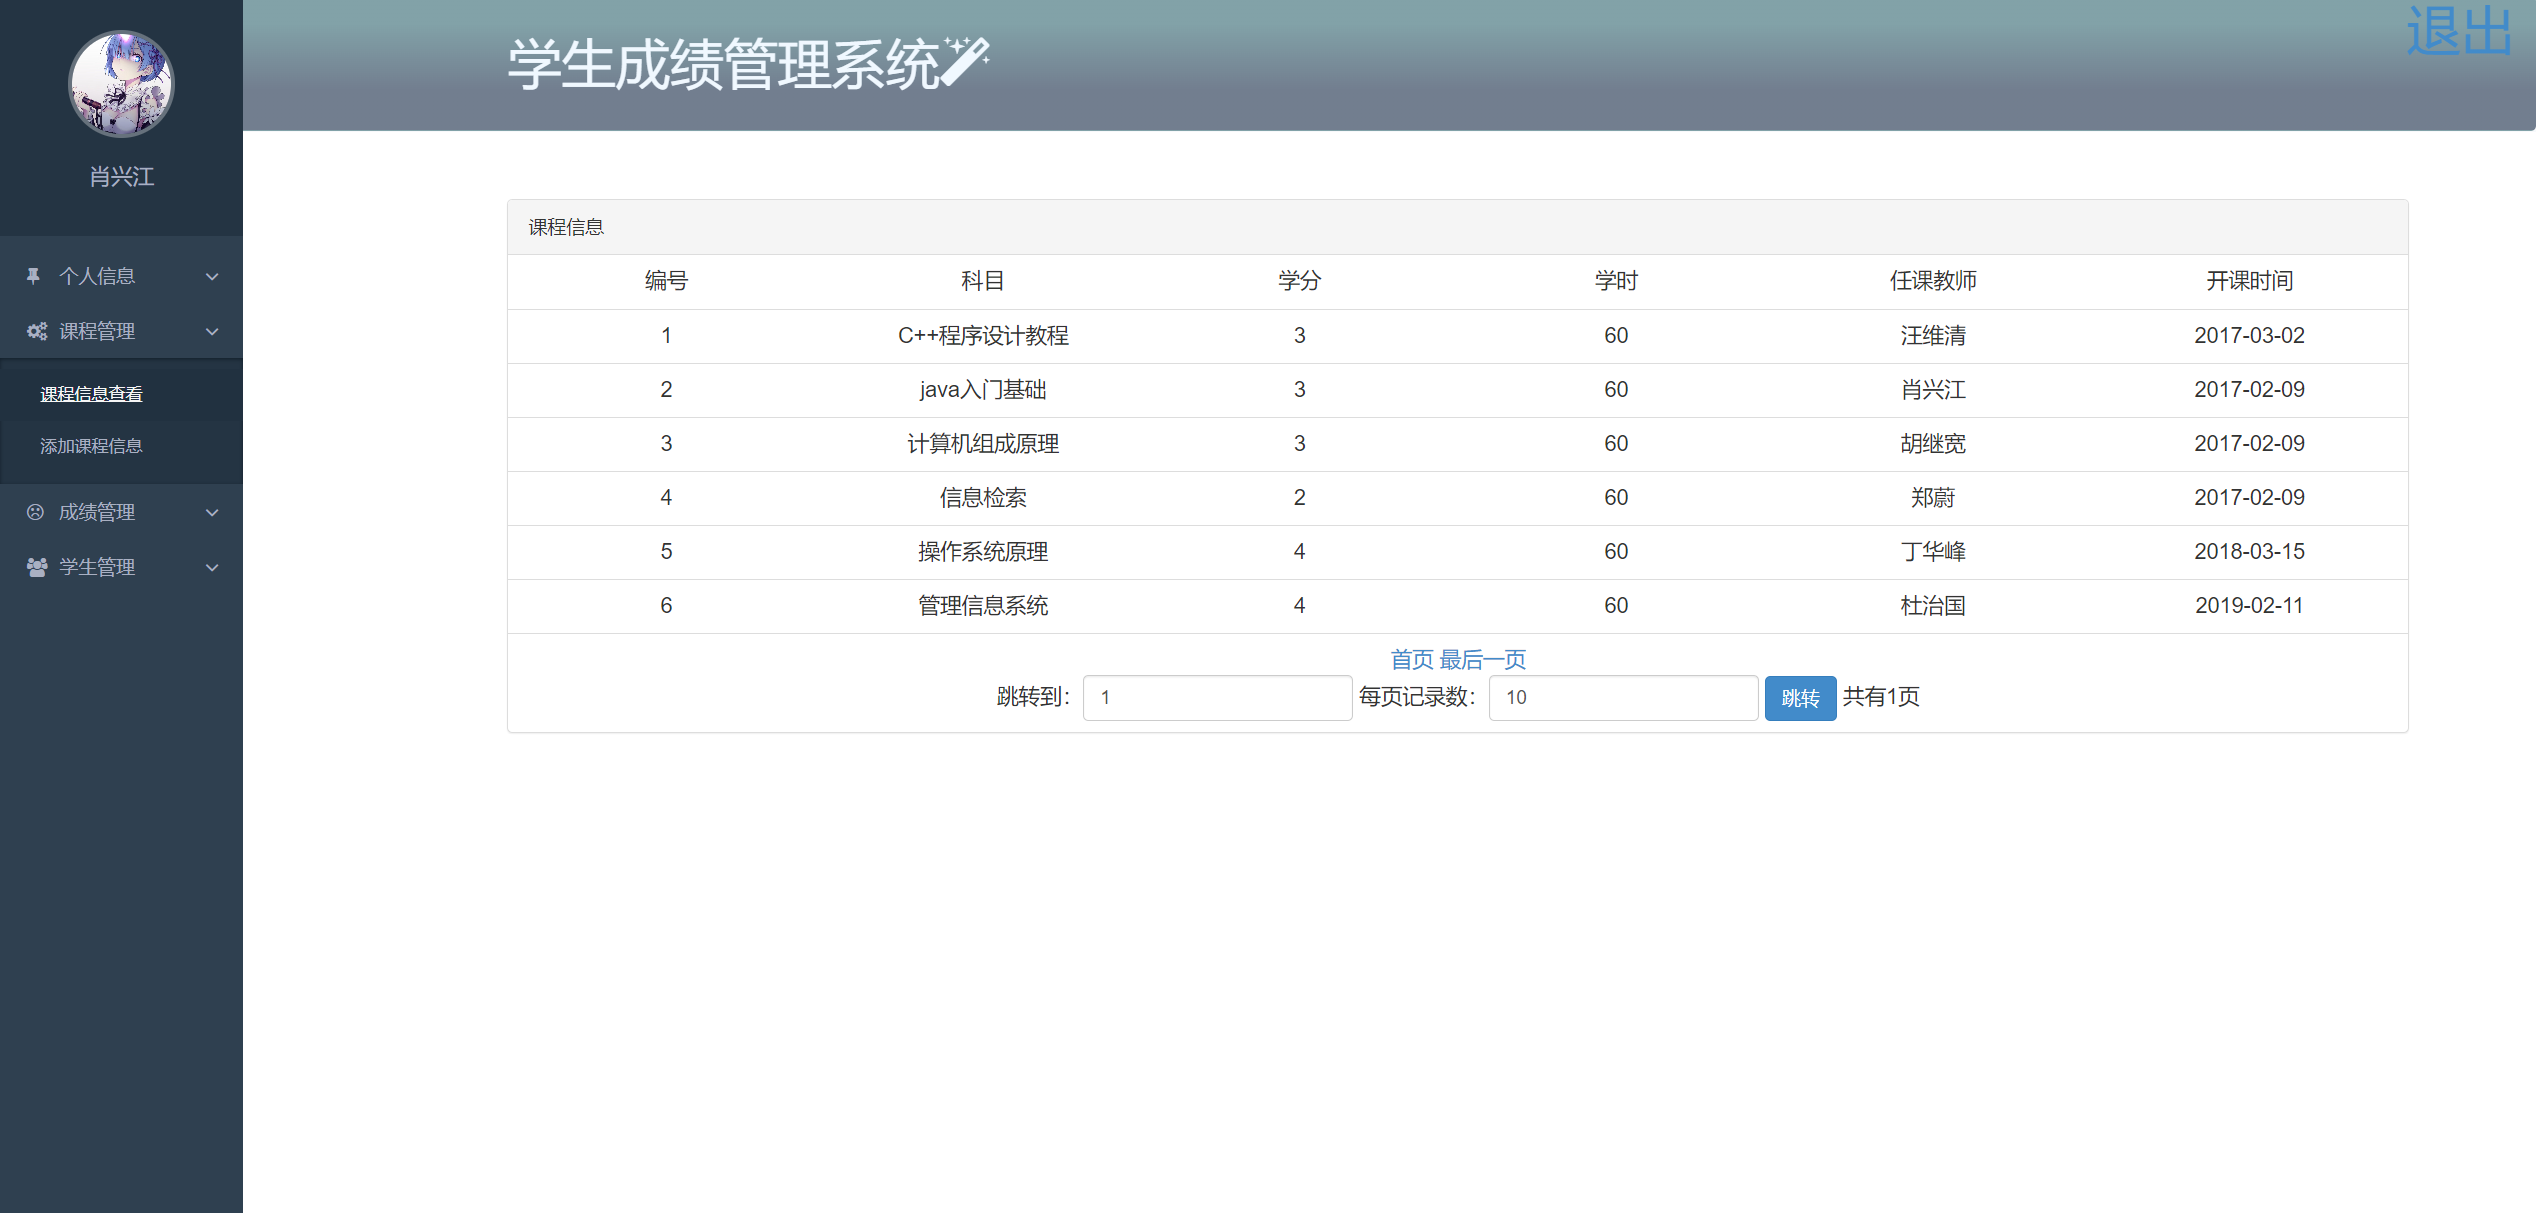 退出
学生成绩管理系统
肖兴江
个人信息
课程管理
课程信息查看
添加课程信息
成绩管理
学生管理
课程信息
编号 科目 学分 学时 任课教师 开课时间
1 C++程序设计教程 3 60 汪维清 2017-03-02
2 java入门基础 3 60 肖兴江 2017-02-09
3 计算机组成原理 3 60 胡继宽 2017-02-09
4 信息检索 2 60 郑蔚 2017-02-09
5 操作系统原理 4 60 丁华峰 2018-03-15
6 管理信息系统 4 60 杜治国 2019-02-11
首页 最后一页
跳转到： 1 每页记录数： 10 跳转 共有1页